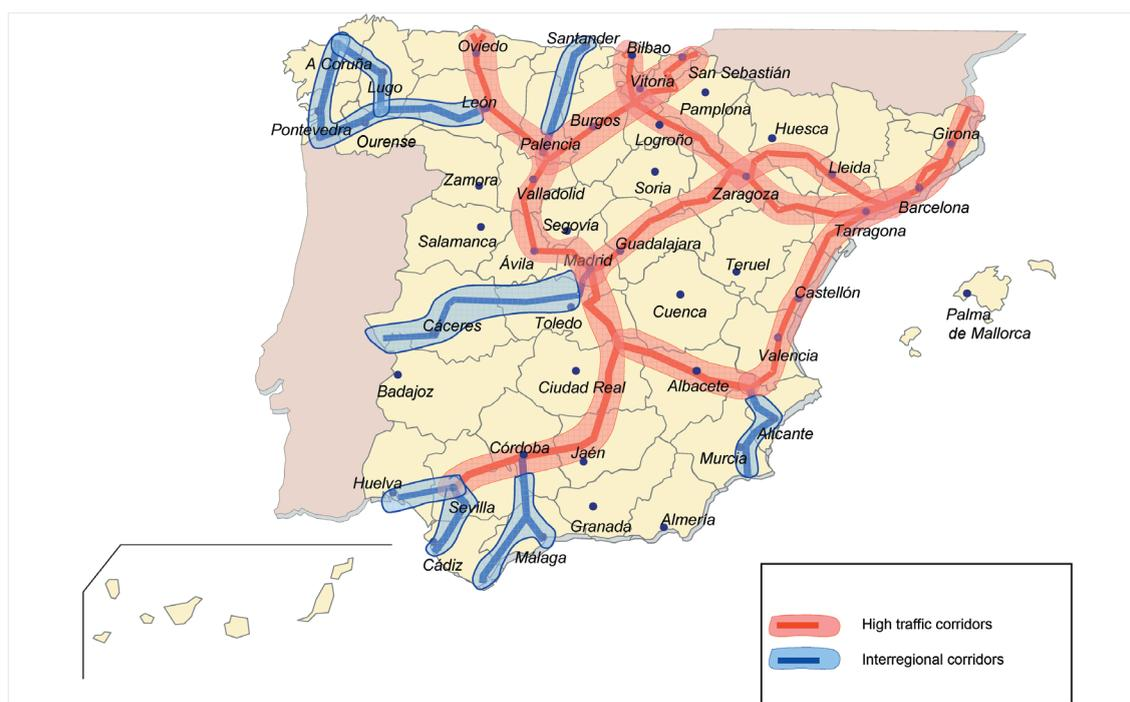 Santander
Oviedo
Bilbao
A Coruña
San Sebastián
Vitoria
Lugo
León
Pamplona
Burgos
Pontevedra
Huesca
Girona
Ourense
Palencia
Logroño
Lleida
Zamora
Valladolid
Soria
Zaragoza
Barcelona
Segovia
Tarragona
Salamanca
Guadalajara
Ávila
Madrid
Teruel
Castellón
Cuenca
Palma
de Mallorca
Cáceres
Toledo
Valencia
Badajoz
Ciudad Real
Albacete
Alicante
Córdoba
Jaén
Murcia
Huelva
Sevilla
Granada
Almería
Cádiz
Málaga
High traffic corridors
Interregional corridors